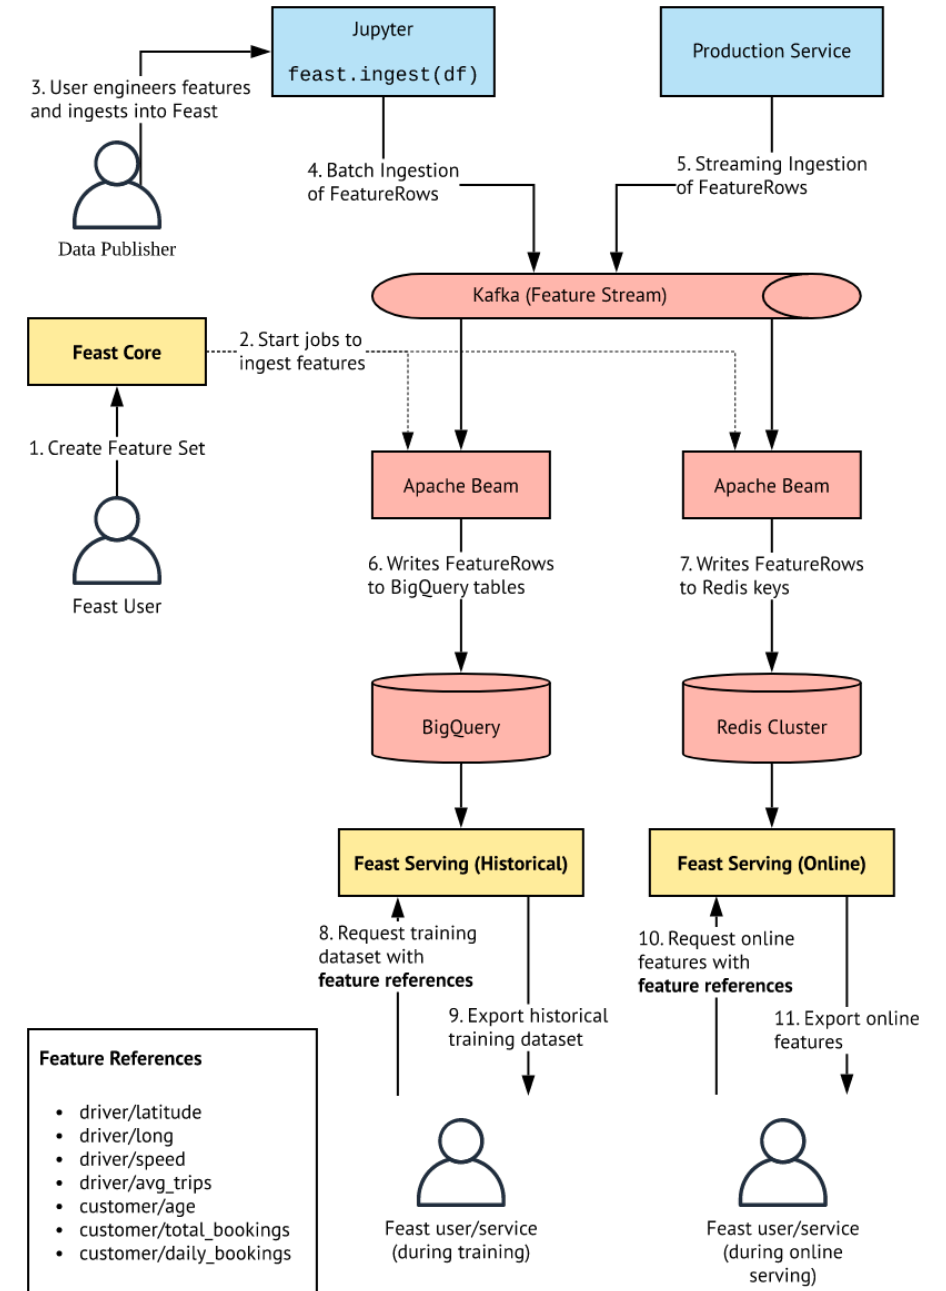 Jupyter
feast.ingest(df)
Production Service
3. User engineers features
and ingests into Feast
Data Publisher
4. Batch Ingestion
of FeatureRows
5. Streaming Ingestion
of FeatureRows
Kafka (Feature Stream)
Feast Core
2. Start jobs to
ingest features
1. Create Feature Set
Feast User
Apache Beam
Apache Beam
6. Writes FeatureRows
to BigQuery tables
7. Writes FeatureRows
to Redis keys
BigQuery
Redis Cluster
Feast Serving (Historical)
Feast Serving (Online)
8. Request training
dataset with
feature references
9. Export historical
training dataset
10. Request online
features with
feature references
11. Export online
features
Feature References
• driver/latitude
• driver/long
• driver/speed
• driver/avg_trips
• customer/age
• customer/total_bookings
• customer/daily_bookings
Feast user/service
(during training)
Feast user/service
(during online
serving)